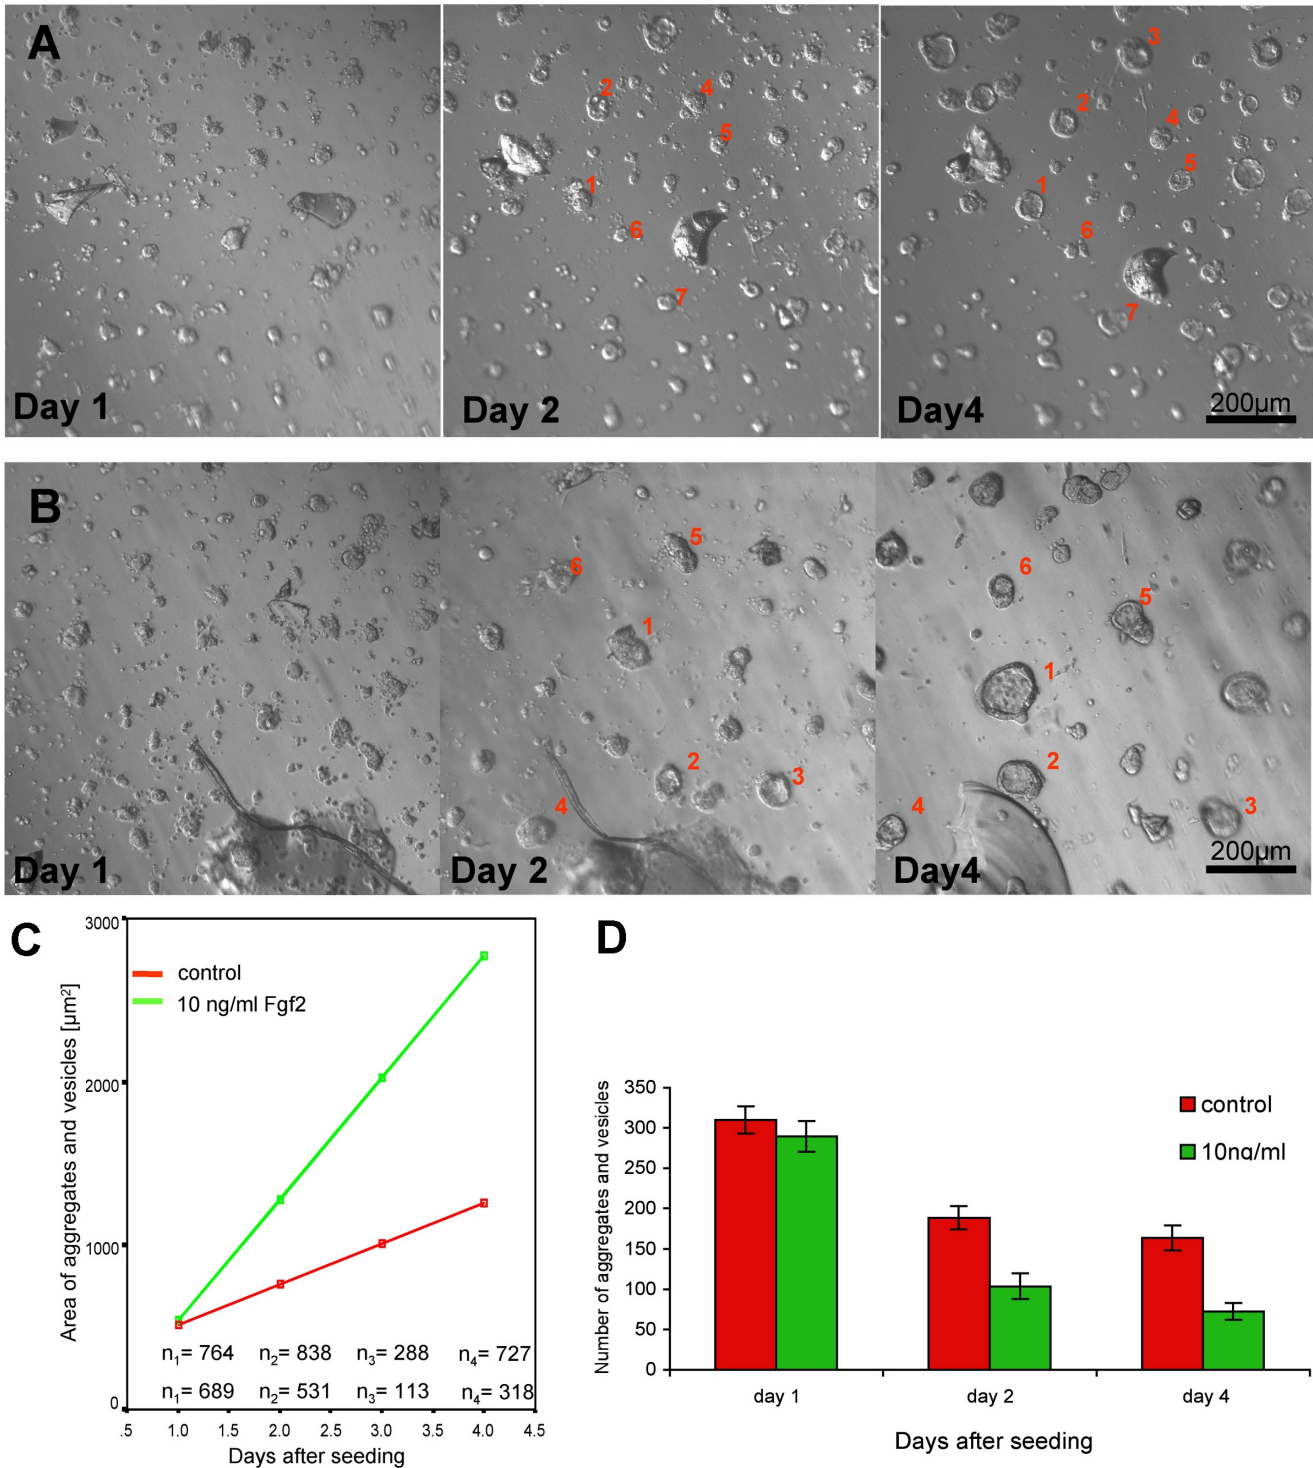 A
2
4
5
1
6
7
3
2
4
5
1
6
7
Day 1
Day 2
Day4
200µm
B
5
6
1
2
3
4
6
5
1
2
4
3
Day 1
Day 2
Day4
200µm
C
3000
2000
1000
0
Area of aggregates and vesicles [µm²]
control
10 ng/ml Fgf2
n₁= 764 n₂= 838 n₃= 288 n₄= 727
n₁= 689 n₂= 531 n₃= 113 n₄= 318
.5 1.0 1.5 2.0 2.5 3.0 3.5 4.0 4.5
Days after seeding
D
Number of aggregates and vesicles
350
300
250
200
150
100
50
0
control
10ng/ml
day 1 day 2 day 4
Days after seeding